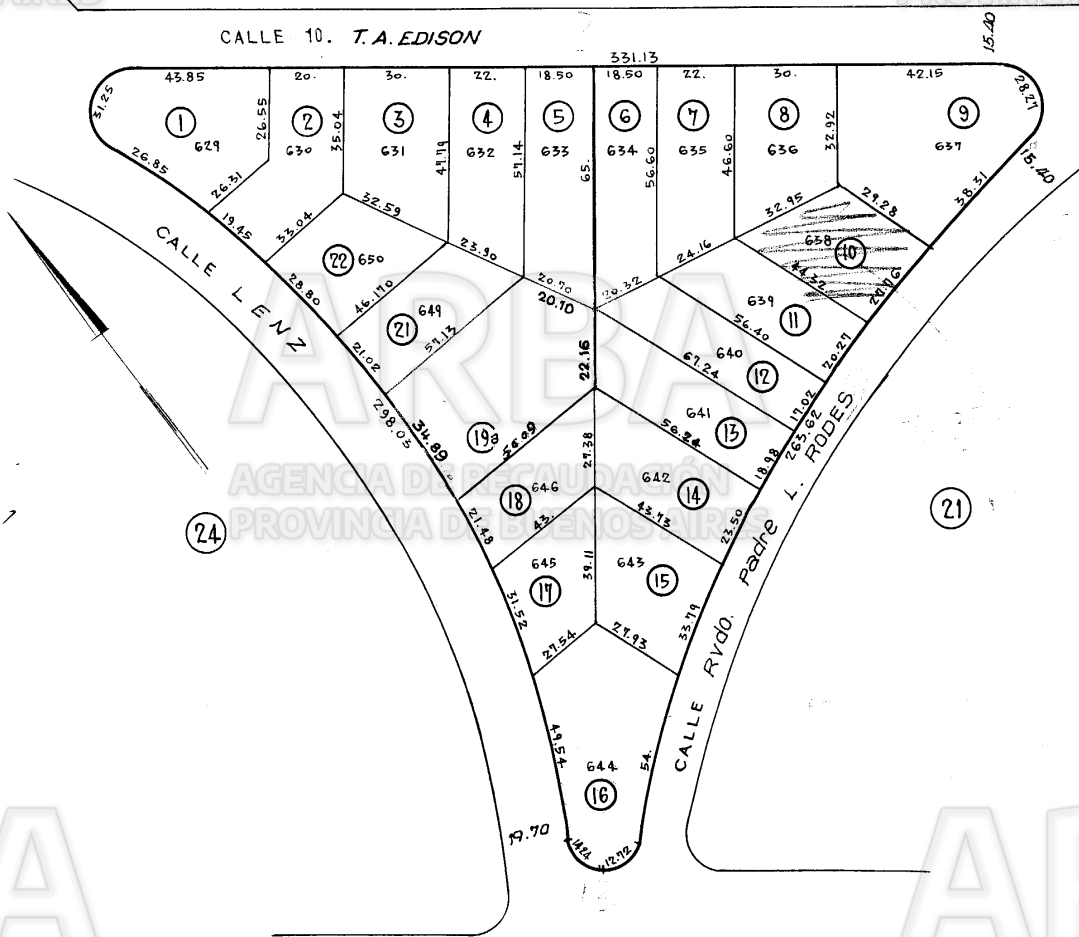 CALLE 10. T.A. EDISON
15.40
331.13
43.85 20. 30. 22. 18.50 18.50 22. 30. 42.15
31.25 28.27
1 2 3 4 5 6 7 8 9
629 630 631 632 633 634 635 636 637
26.55 35.04 47.79 57.14 65. 56.60 46.60 32.92
15.40
26.85 26.31 38.31
19.45 33.04 32.59 32.95 29.28
CALLE LENZ
22 650
638
10
23.90 24.16
28.80 46.170 44.37 27.76
20.70 20.32
20.10
21 649
639
11
57.13 56.40
21.02 20.27
22.16
640
12
67.24
17.02
298.03 263.62
34.89
19a
641
13
56.09 56.24
18.98
27.38
ARBA
AGENCIA DE RECAUDACIÓN
PROVINCIA DE BUENOS AIRES
18 646
642
14
21.48 43. 43.73 23.50
24
21
CALLE Rvdo. Padre L. RODES
645
17
39.11
643
15
31.52 33.79
27.54 27.93
49.54 54.
644
16
19.70
14.24 12.72